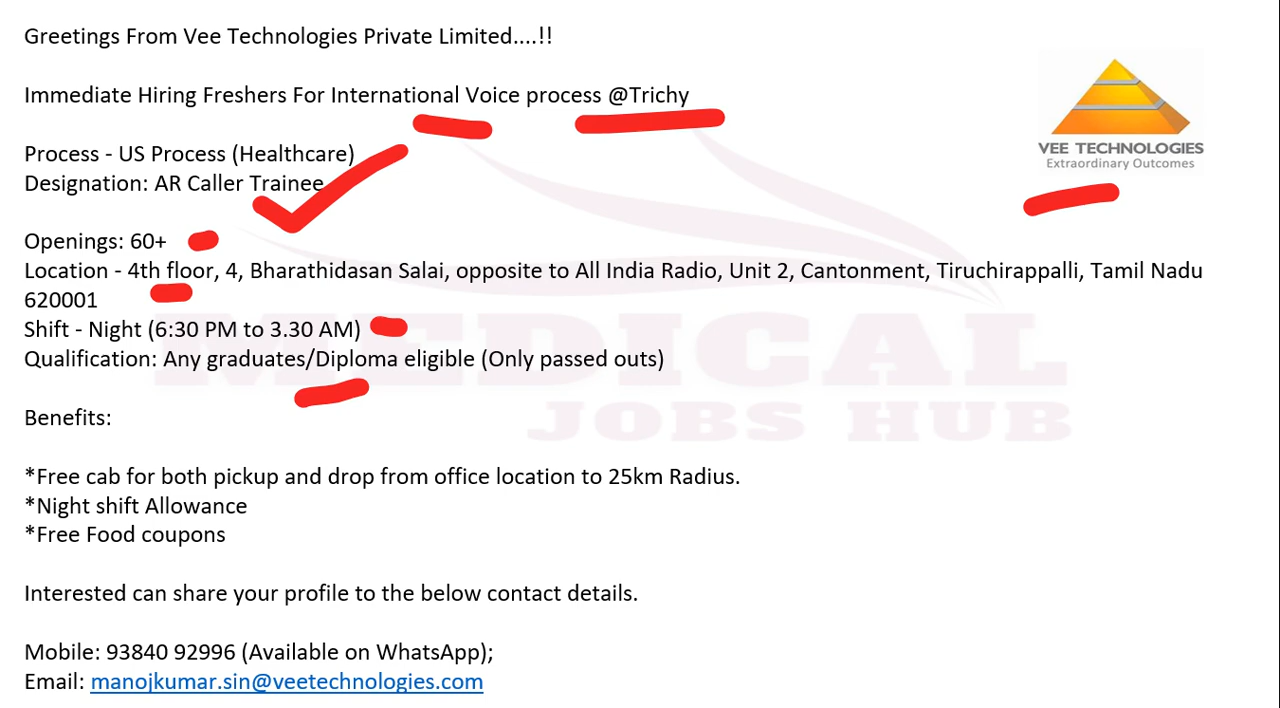 Greetings From Vee Technologies Private Limited....!!
Immediate Hiring Freshers For International Voice process @Trichy
VEE TECHNOLOGIES
Extraordinary Outcomes
Process - US Process (Healthcare)
Designation: AR Caller Trainee
Openings: 60+
Location - 4th floor, 4, Bharathidasan Salai, opposite to All India Radio, Unit 2, Cantonment, Tiruchirappalli, Tamil Nadu
620001
Shift - Night (6:30 PM to 3.30 AM)
Qualification: Any graduates/Diploma eligible (Only passed outs)
MEDICAL
JOBS HUB
Benefits:
*Free cab for both pickup and drop from office location to 25km Radius.
*Night shift Allowance
*Free Food coupons
Interested can share your profile to the below contact details.
Mobile: 93840 92996 (Available on WhatsApp);
Email: manojkumar.sin@veetechnologies.com